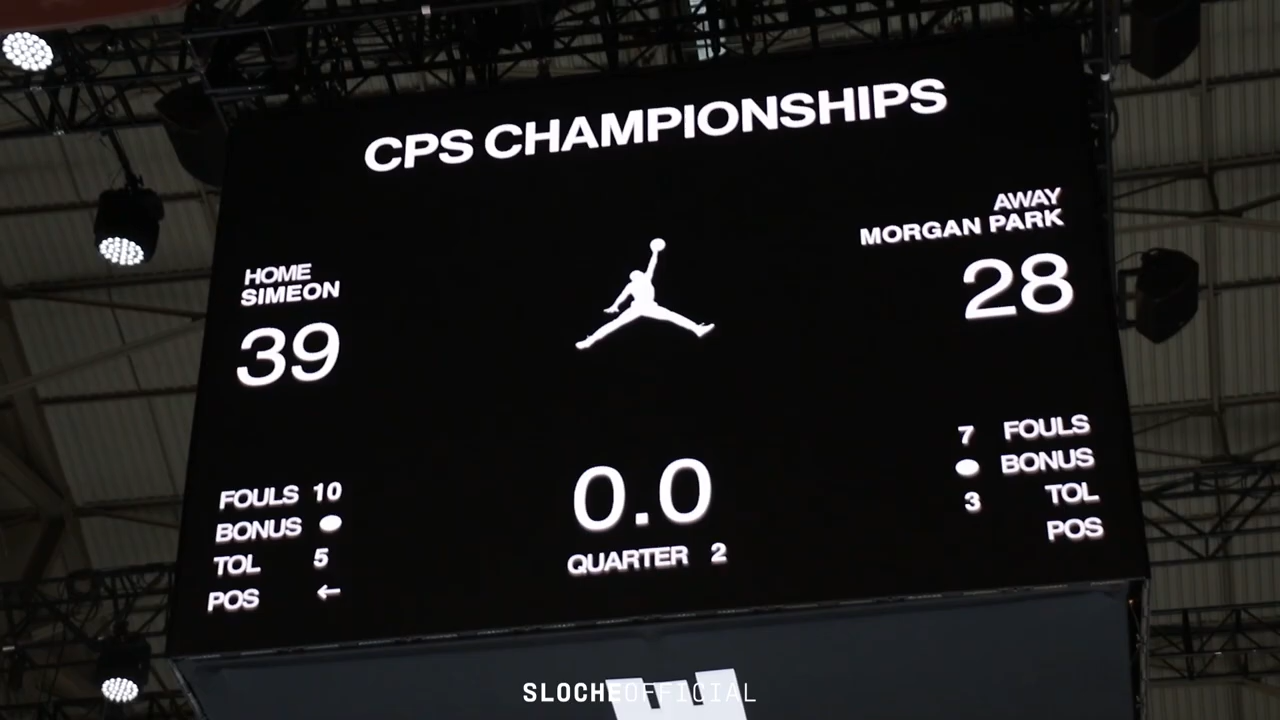 CPS CHAMPIONSHIPS
HOME
SIMEON
39
AWAY
MORGAN PARK
28
FOULS 10
BONUS
TOL 5
POS ←
0.0
QUARTER 2
7 FOULS
BONUS
3 TOL
POS
SLOCHEOFFICIAL